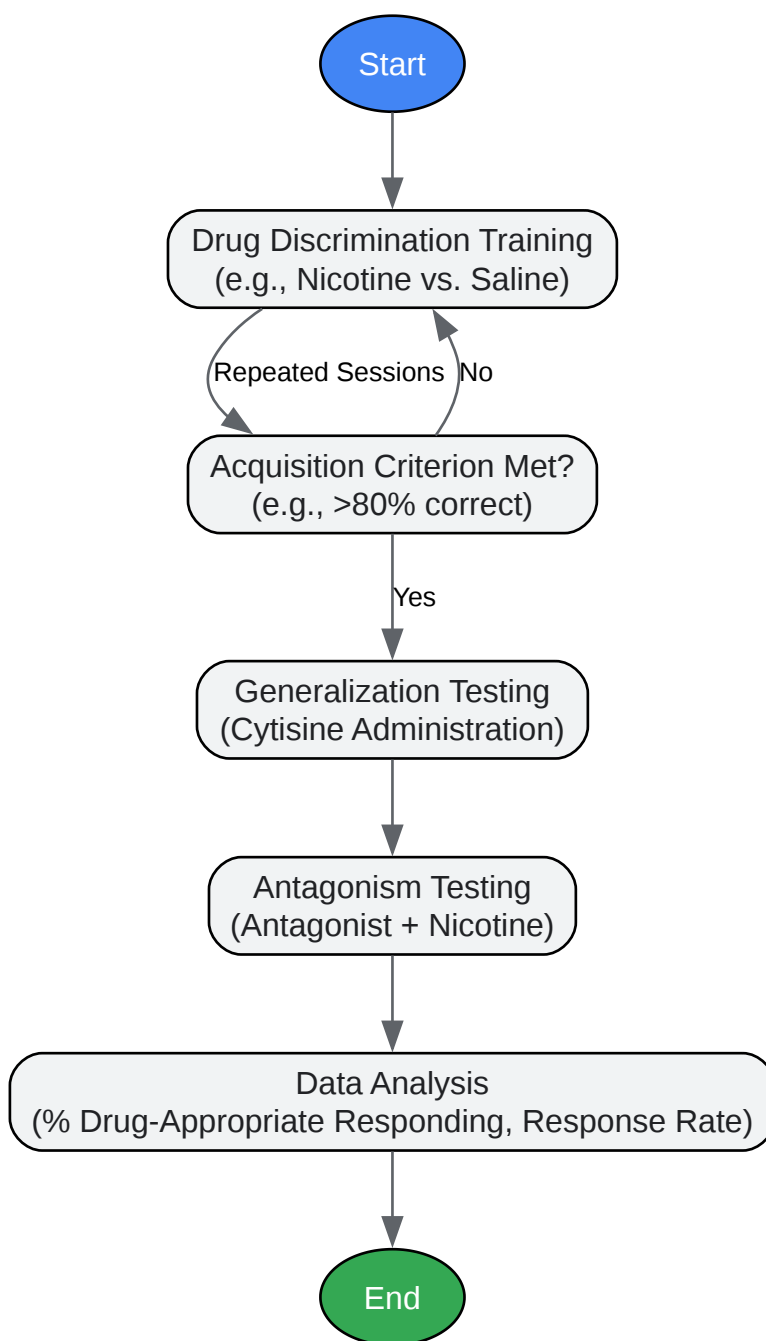 Start
Drug Discrimination Training
(e.g., Nicotine vs. Saline)
Repeated Sessions
No
Acquisition Criterion Met?
(e.g., >80% correct)
Yes
Generalization Testing
(Cytisine Administration)
Antagonism Testing
(Antagonist + Nicotine)
Data Analysis
(% Drug-Appropriate Responding, Response Rate)
End